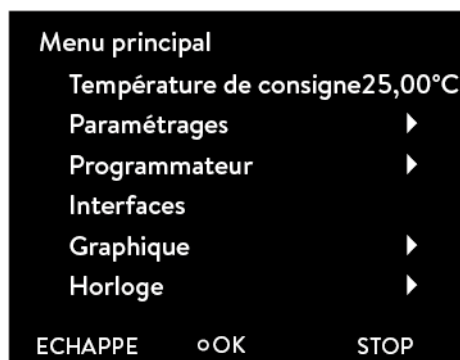 Menu principal
Température de consigne25,00°C
Paramétrages
Programmateur
Interfaces
Graphique
Horloge
ECHAPPE OK STOP